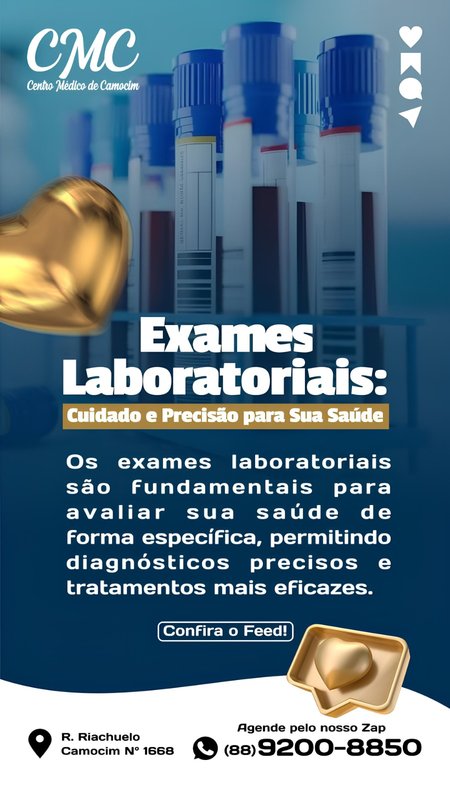 CMC
Centro Médico de Camocim
Exames
Laboratoriais:
Cuidado e Precisão para Sua Saúde
Os exames laboratoriais
são fundamentais para
avaliar sua saúde de
forma específica, permitindo
diagnósticos precisos e
tratamentos mais eficazes.
Confira o Feed!
R. Riachuelo
Camocim Nº 1668
Agende pelo nosso Zap
(88)9200-8850